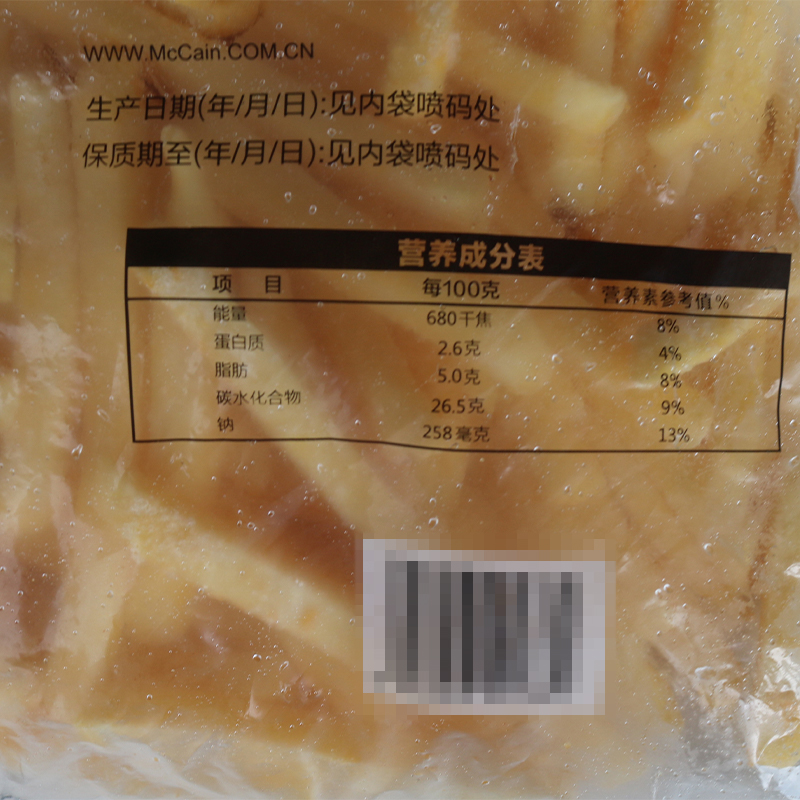 WWW.McCain.COM.CN
生产日期(年/月/日):见内袋喷码处
保质期至(年/月/日):见内袋喷码处
营养成分表
项 目 每100克 营养素参考值%
能量 680千焦 8%
蛋白质 2.6克 4%
脂肪 5.0克 8%
碳水化合物 26.5克 9%
钠 258毫克 13%